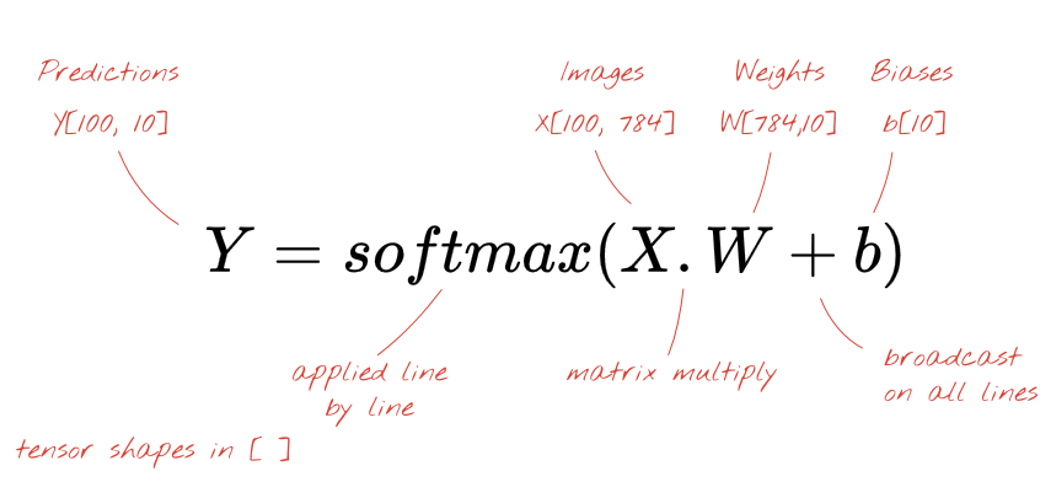 Predictions
Y[100, 10]
Images
X[100, 784]
Weights
W[784,10]
Biases
b[10]
Y = softmax(X.W + b)
applied line
by line
matrix multiply
broadcast
on all lines
tensor shapes in [ ]